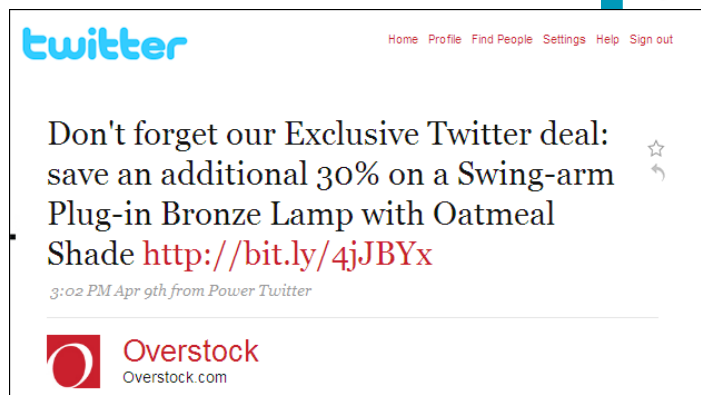 twitter
Home Profile Find People Settings Help Sign out
Don't forget our Exclusive Twitter deal:
save an additional 30% on a Swing-arm
Plug-in Bronze Lamp with Oatmeal
Shade http://bit.ly/4jJBYx
3:02 PM Apr 9th from Power Twitter
Overstock
Overstock.com